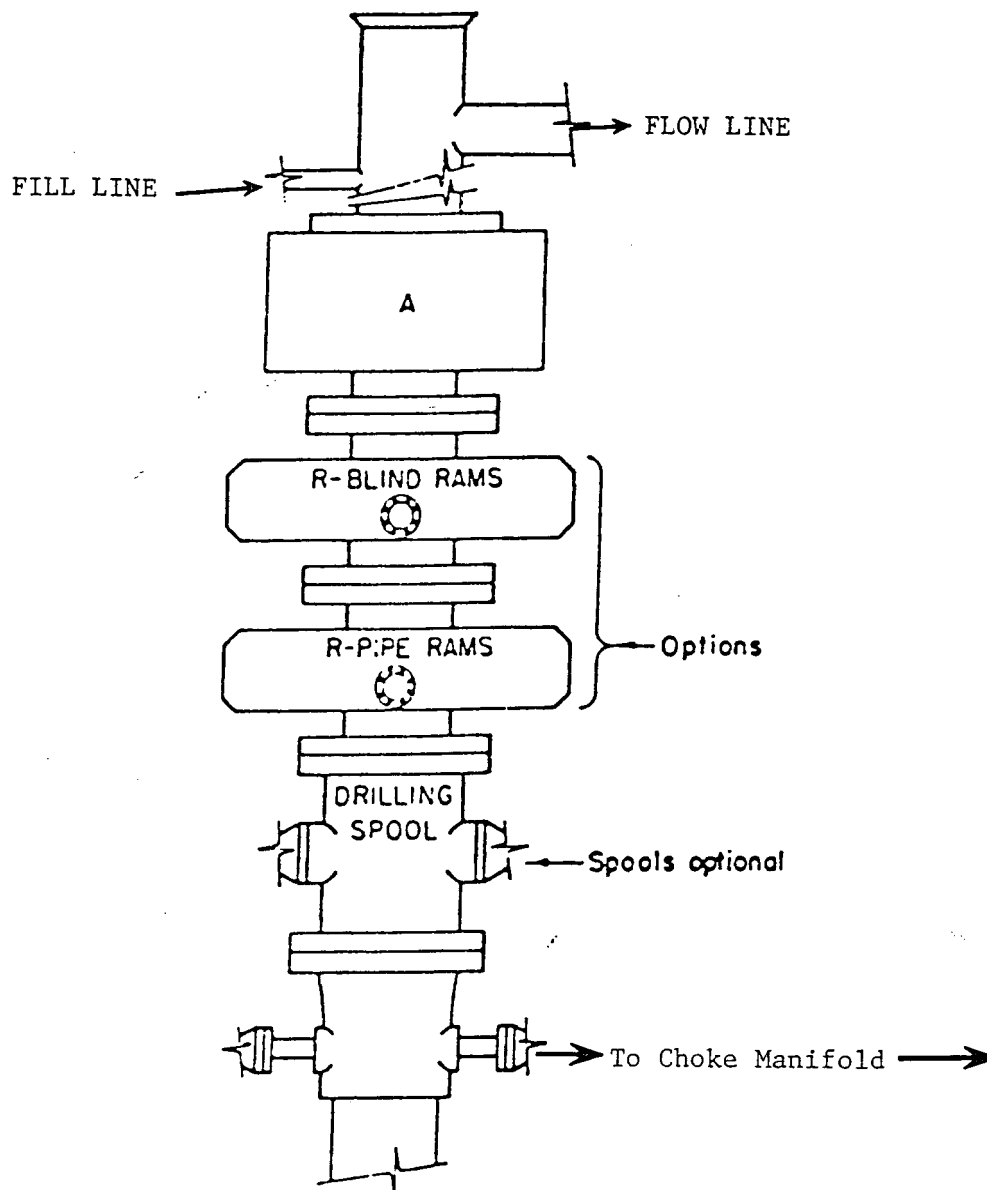 FLOW LINE
FILL LINE
A
R-BLIND RAMS
R-PIPE RAMS
Options
DRILLING
SPOOL
Spools optional
To Choke Manifold